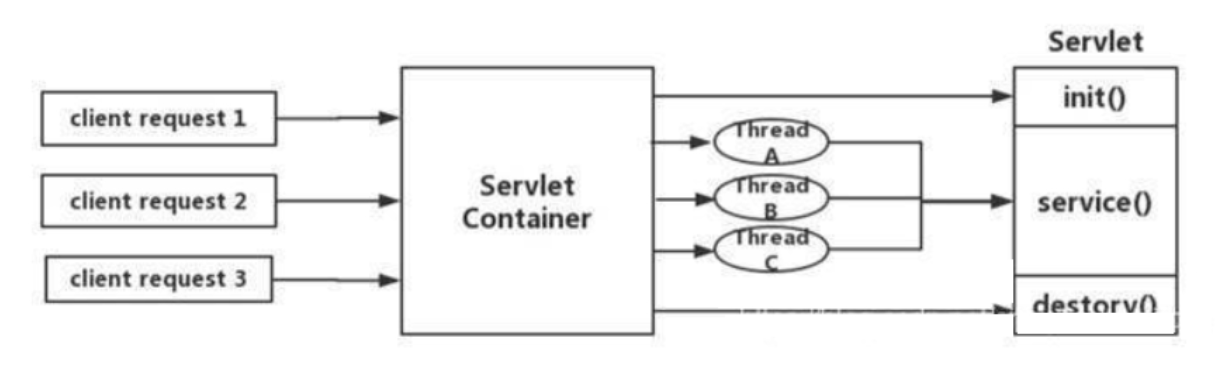 Servlet
client request 1
client request 2
client request 3
Servlet
Container
Thread
A
Thread
B
Thread
C
init()
service()
destory()